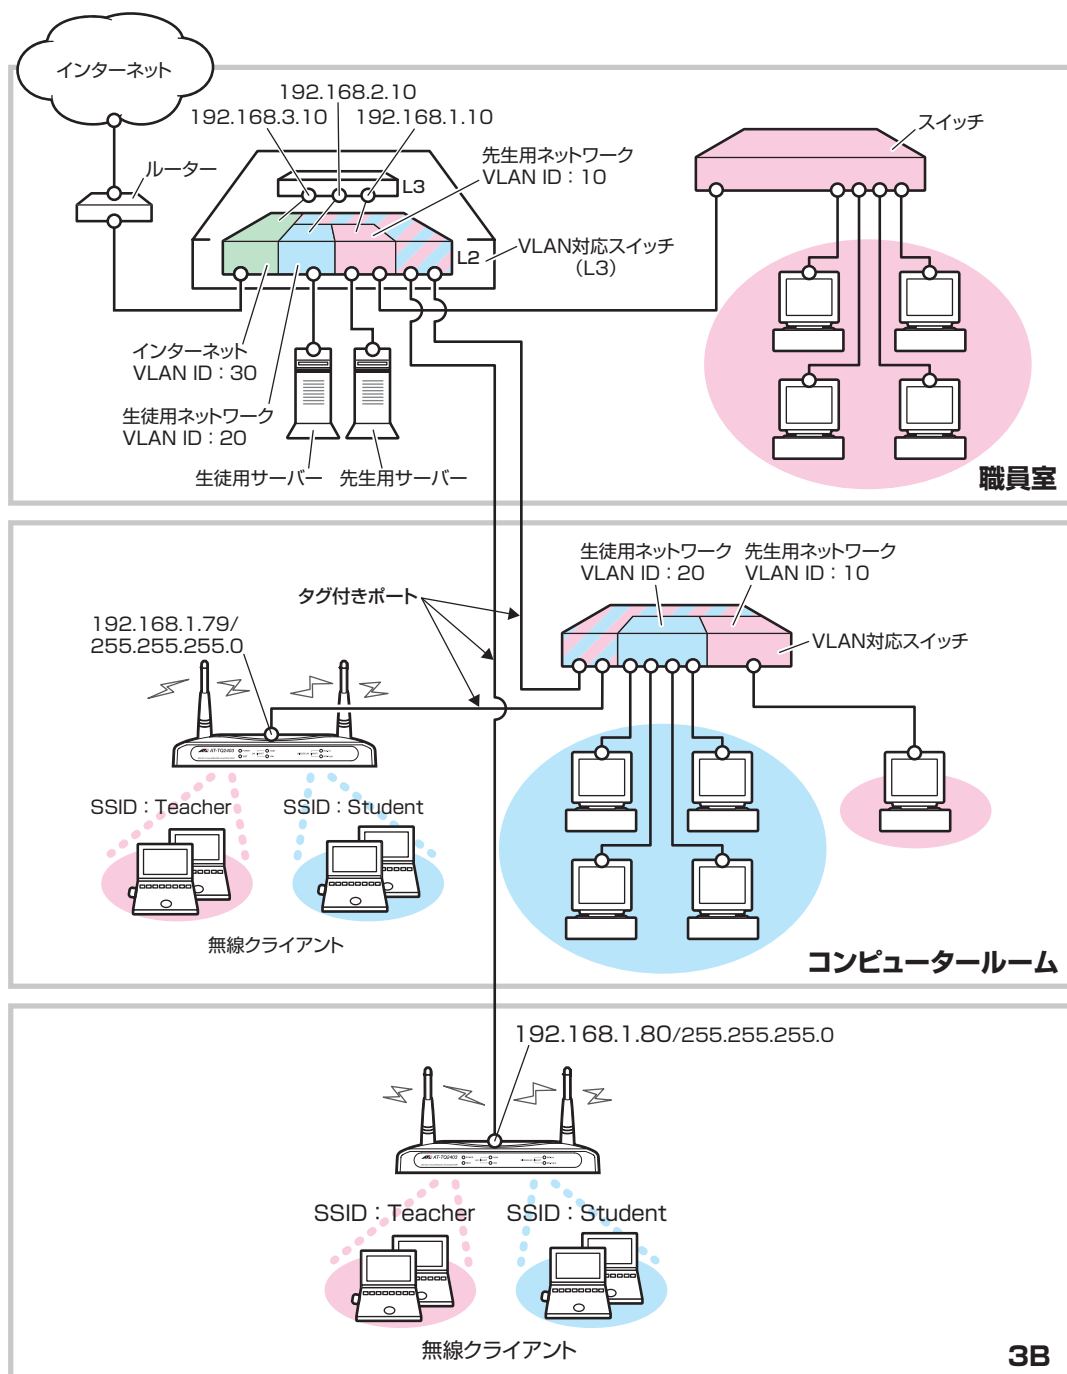 インターネット
192.168.2.10
192.168.3.10
192.168.1.10
ルーター
先生用ネットワーク
VLAN ID：10
スイッチ
L3
L2
VLAN対応スイッチ
（L3）
インターネット
VLAN ID：30
生徒用ネットワーク
VLAN ID：20
生徒用サーバー
先生用サーバー
職員室
生徒用ネットワーク
VLAN ID：20
先生用ネットワーク
VLAN ID：10
タグ付きポート
192.168.1.79/
255.255.255.0
VLAN対応スイッチ
AT-TQ2403
SSID：Teacher
SSID：Student
無線クライアント
コンピュータールーム
192.168.1.80/255.255.255.0
AT-TQ2403
SSID：Teacher
SSID：Student
無線クライアント
3B